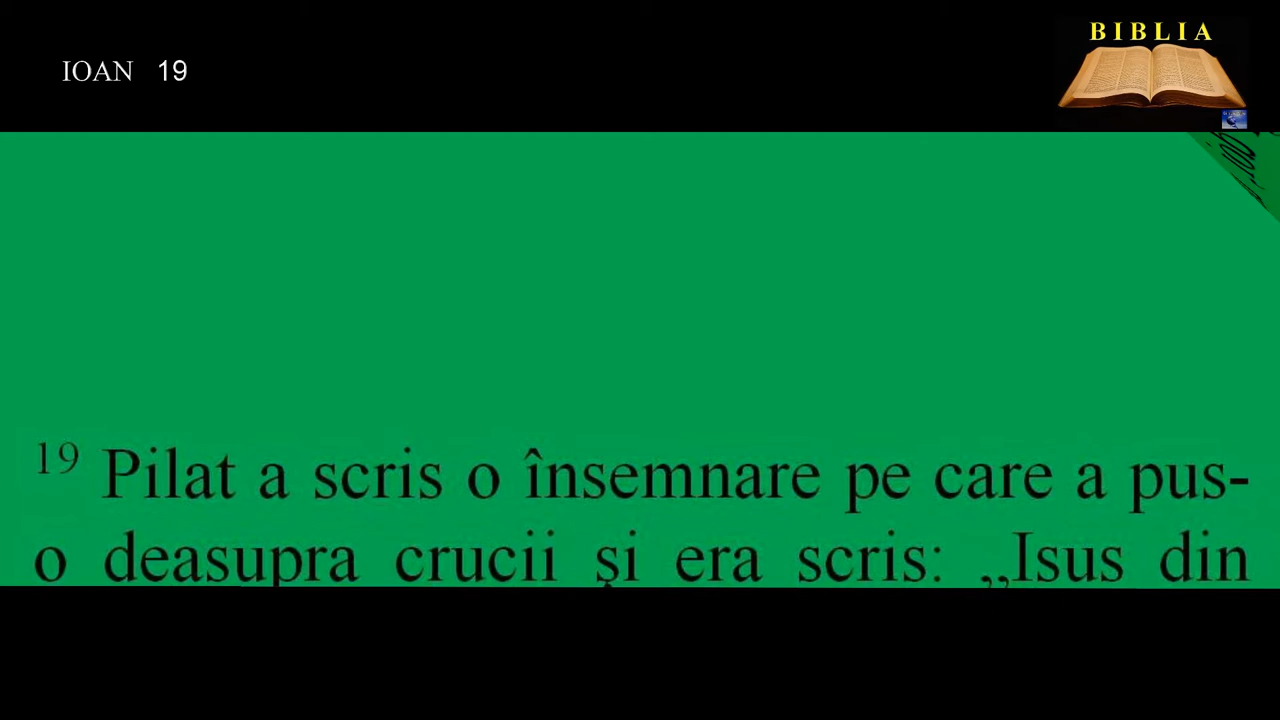 BIBLIA
IOAN 19
19 Pilat a scris o însemnare pe care a pus-
o deasupra crucii şi era scris: „Isus din